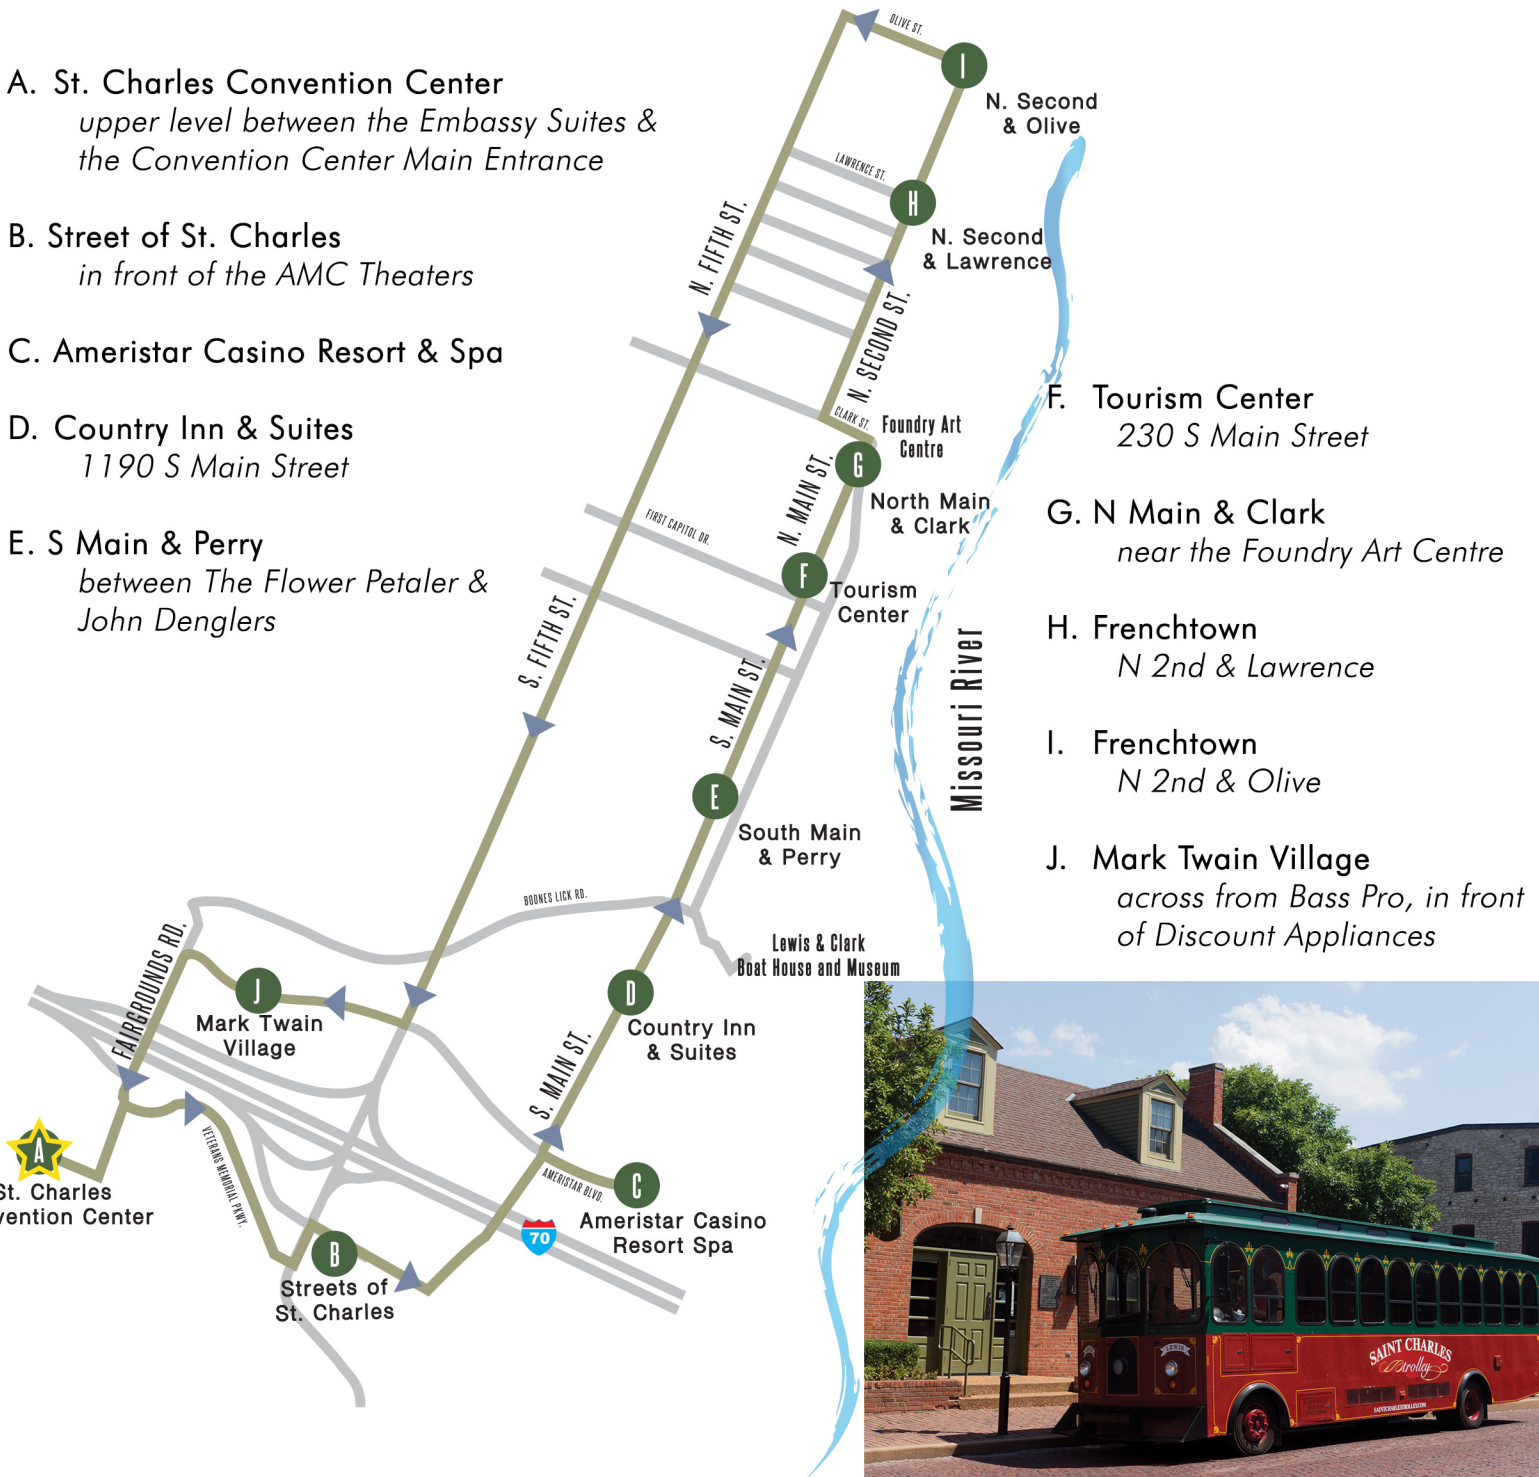 A. St. Charles Convention Center
upper level between the Embassy Suites &
the Convention Center Main Entrance
B. Street of St. Charles
in front of the AMC Theaters
C. Ameristar Casino Resort & Spa
D. Country Inn & Suites
1190 S Main Street
E. S Main & Perry
between The Flower Petaler &
John Denglers
F. Tourism Center
230 S Main Street
G. N Main & Clark
near the Foundry Art Centre
H. Frenchtown
N 2nd & Lawrence
I. Frenchtown
N 2nd & Olive
J. Mark Twain Village
across from Bass Pro, in front
of Discount Appliances
OLIVE ST.
I
N. Second
& Olive
LAWRENCE ST.
H
N. Second
& Lawrence
N. FIFTH ST.
N. SECOND ST.
CLARK ST.
Foundry Art
Centre
G
North Main
& Clark
N. MAIN ST.
FIRST CAPITOL DR.
F
Tourism
Center
S. FIFTH ST.
S. MAIN ST.
Missouri River
E
South Main
& Perry
BOONES LICK RD.
Lewis & Clark
Boat House and Museum
FAIRGROUNDS RD.
J
Mark Twain
Village
D
Country Inn
& Suites
S. MAIN ST.
A
St. Charles
vention Center
VETERANS MEMORIAL PKWY.
AMERISTAR BLVD.
C
Ameristar Casino
Resort Spa
70
B
Streets of
St. Charles
LEWIS
SAINT CHARLES
trolley
SAINTCHARLESTROLLEY.COM